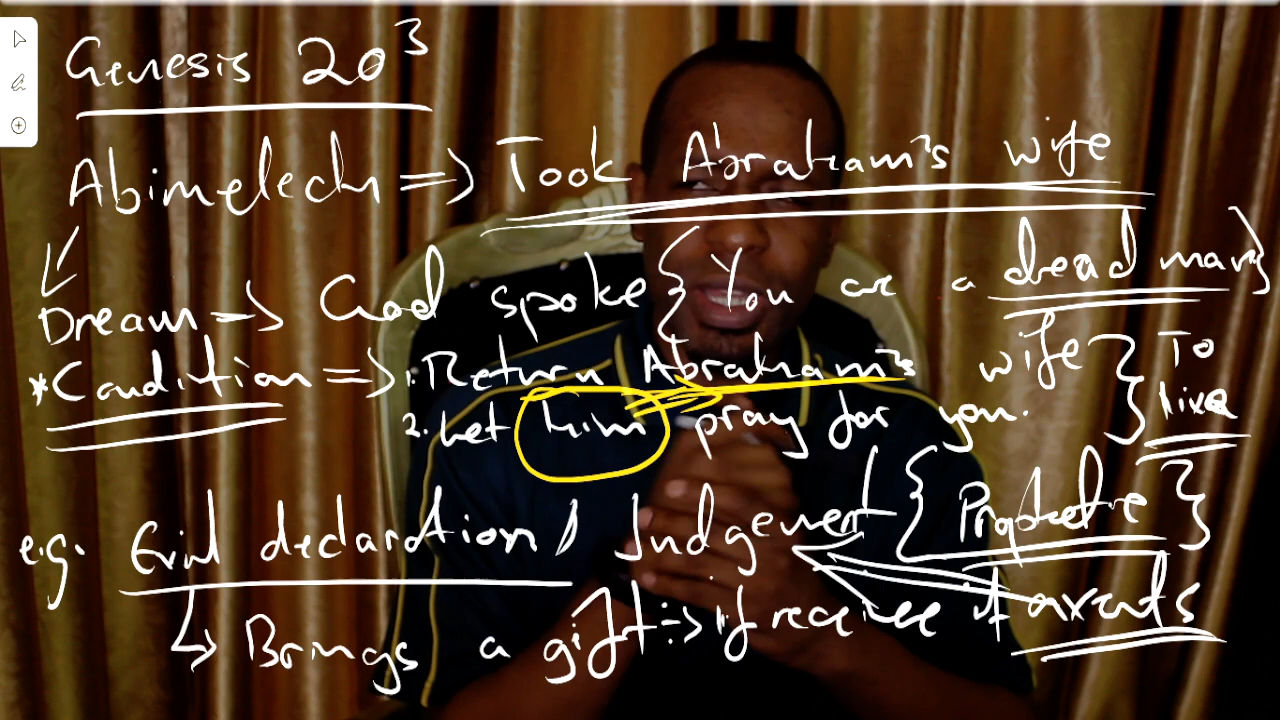 Genesis 20³
Abimelech => Took Abraham's wife
Dream => God spoke {You are a dead man}
*Condition => 1. Return Abraham's wife } To
2. Let him pray for you. } live
e.g. Evil declaration / Judgement { Prophetic }
↳ Brings a gift => if receive it averts